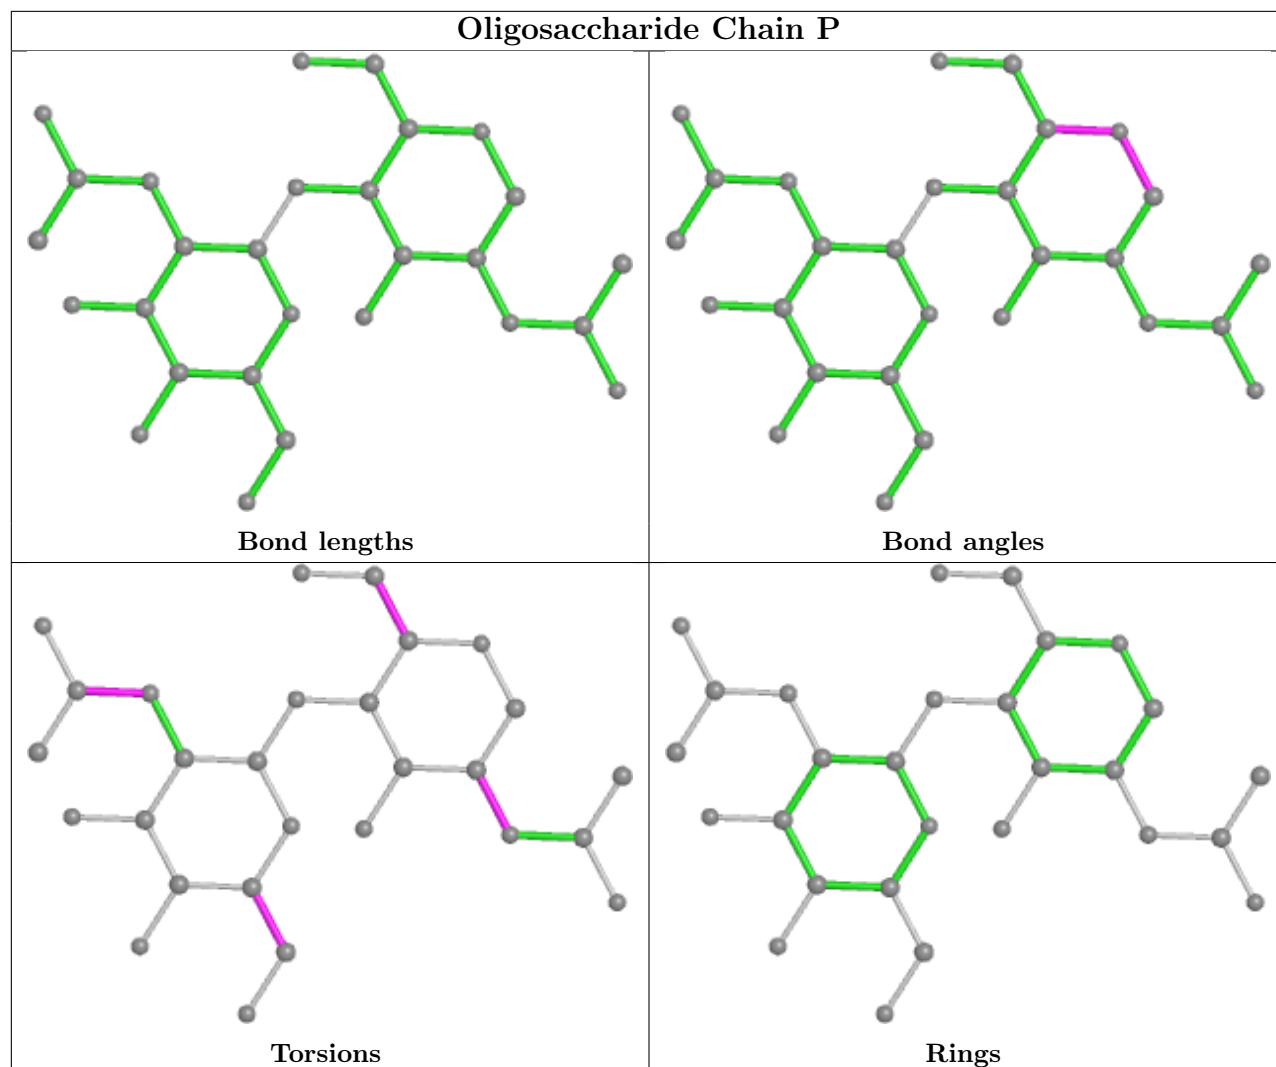 Oligosaccharide Chain P
Bond lengths
Bond angles
Torsions
Rings